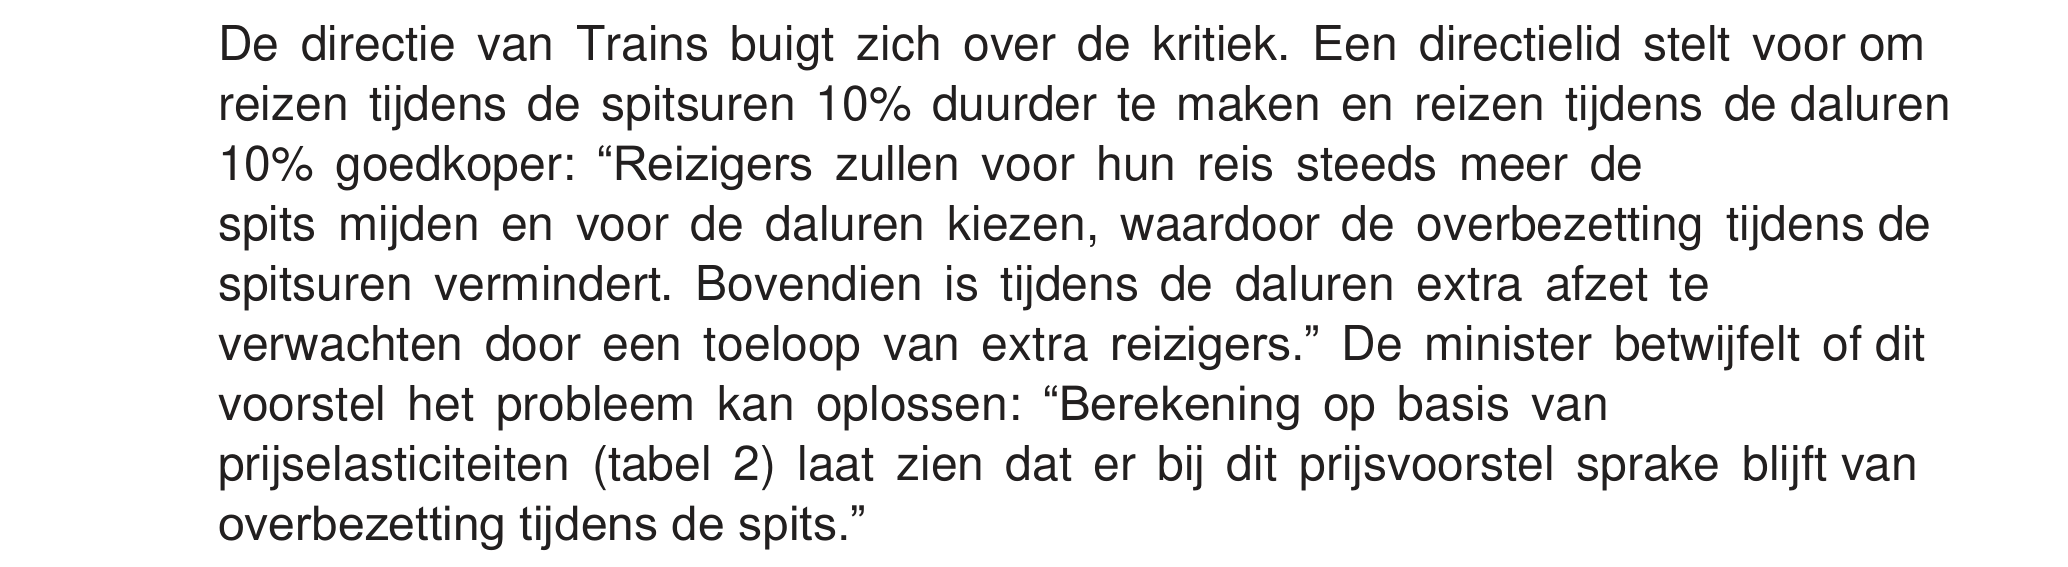 De directie van Trains buigt zich over de kritiek. Een directielid stelt voor om
reizen tijdens de spitsuren 10% duurder te maken en reizen tijdens de daluren
10% goedkoper: “Reizigers zullen voor hun reis steeds meer de
spits mijden en voor de daluren kiezen, waardoor de overbezetting tijdens de
spitsuren vermindert. Bovendien is tijdens de daluren extra afzet te
verwachten door een toeloop van extra reizigers.” De minister betwijfelt of dit
voorstel het probleem kan oplossen: “Berekening op basis van
prijselasticiteiten (tabel 2) laat zien dat er bij dit prijsvoorstel sprake blijft van
overbezetting tijdens de spits.”